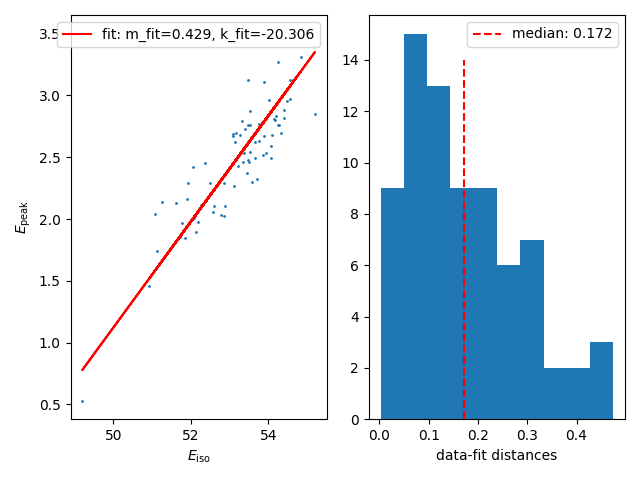 fit: m_fit=0.429, k_fit=-20.306
3.5
3.0
2.5
2.0
1.5
1.0
0.5
E_peak
50 52 54
E_iso
median: 0.172
14
12
10
8
6
4
2
0
0.0 0.1 0.2 0.3 0.4
data-fit distances